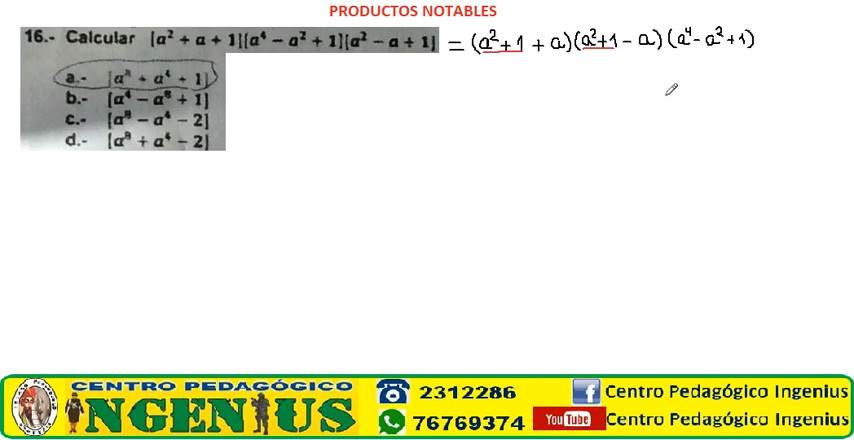 PRODUCTOS NOTABLES
16.- Calcular [a² + a + 1][a⁴ − a² + 1][a² − a + 1] = (a²+1 + a)(a²+1 − a)(a⁴ − a² + 1)
a.- [a⁸ + a⁴ + 1]
b.- [a⁴ − a⁸ + 1]
c.- [a⁸ − a⁴ − 2]
d.- [a⁸ + a⁴ − 2]
CENTRO PEDAGÓGICO
INGENIUS
2312286
76769374
f Centro Pedagógico Ingenius
YouTube Centro Pedagógico Ingenius